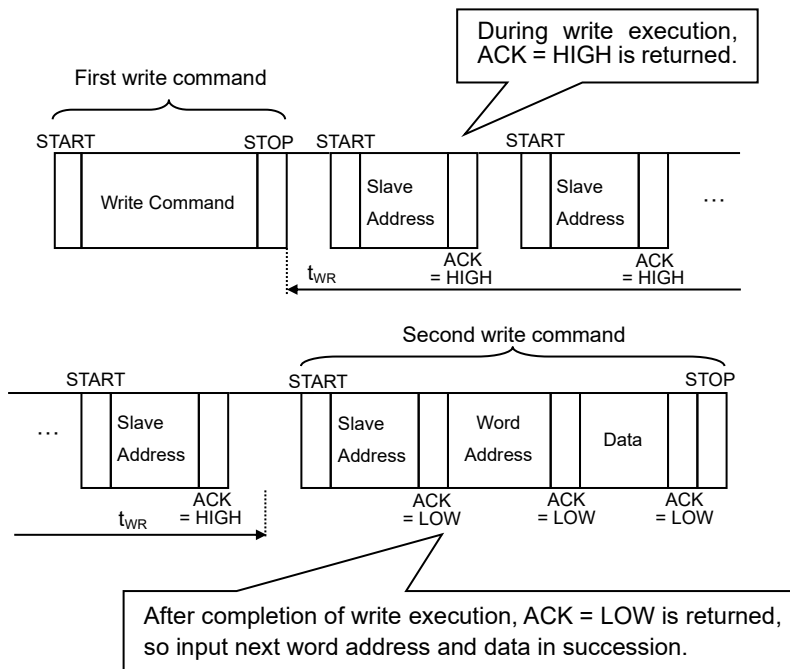 During write execution,
ACK = HIGH is returned.
First write command
START
STOP
START
START
Write Command
Slave
Address
Slave
Address
…
ACK
= HIGH
ACK
= HIGH
tWR
Second write command
START
START
STOP
…
Slave
Address
Slave
Address
Word
Address
Data
ACK
= HIGH
ACK
= LOW
ACK
= LOW
ACK
= LOW
tWR
After completion of write execution, ACK = LOW is returned,
so input next word address and data in succession.